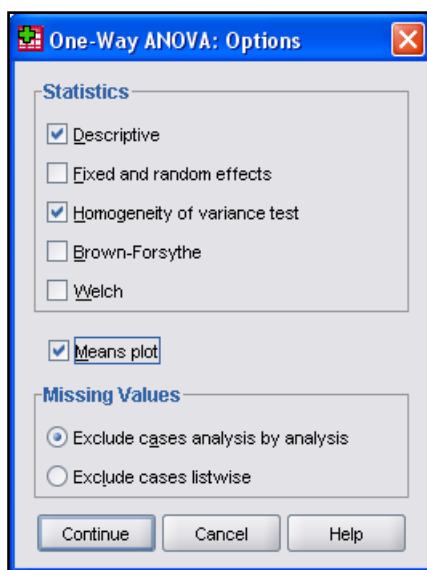 One-Way ANOVA: Options
Statistics
Descriptive
Fixed and random effects
Homogeneity of variance test
Brown-Forsythe
Welch
Means plot
Missing Values
Exclude cases analysis by analysis
Exclude cases listwise
Continue Cancel Help